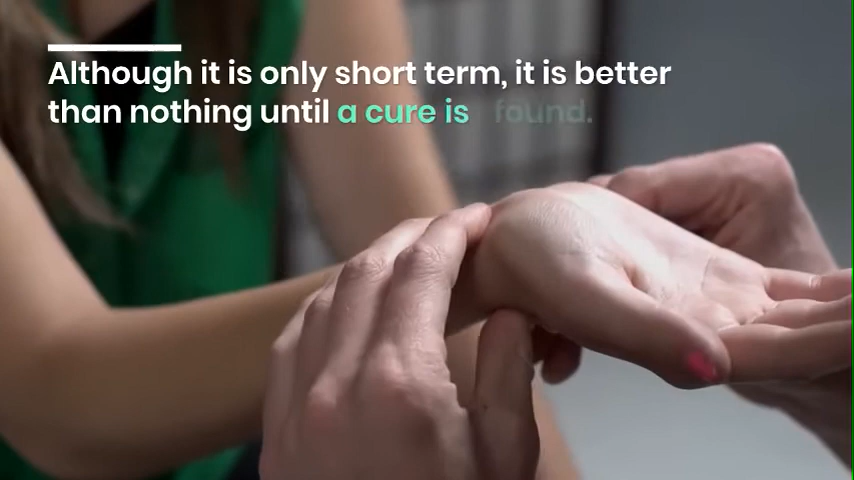 Although it is only short term, it is better
than nothing until a cure is found.